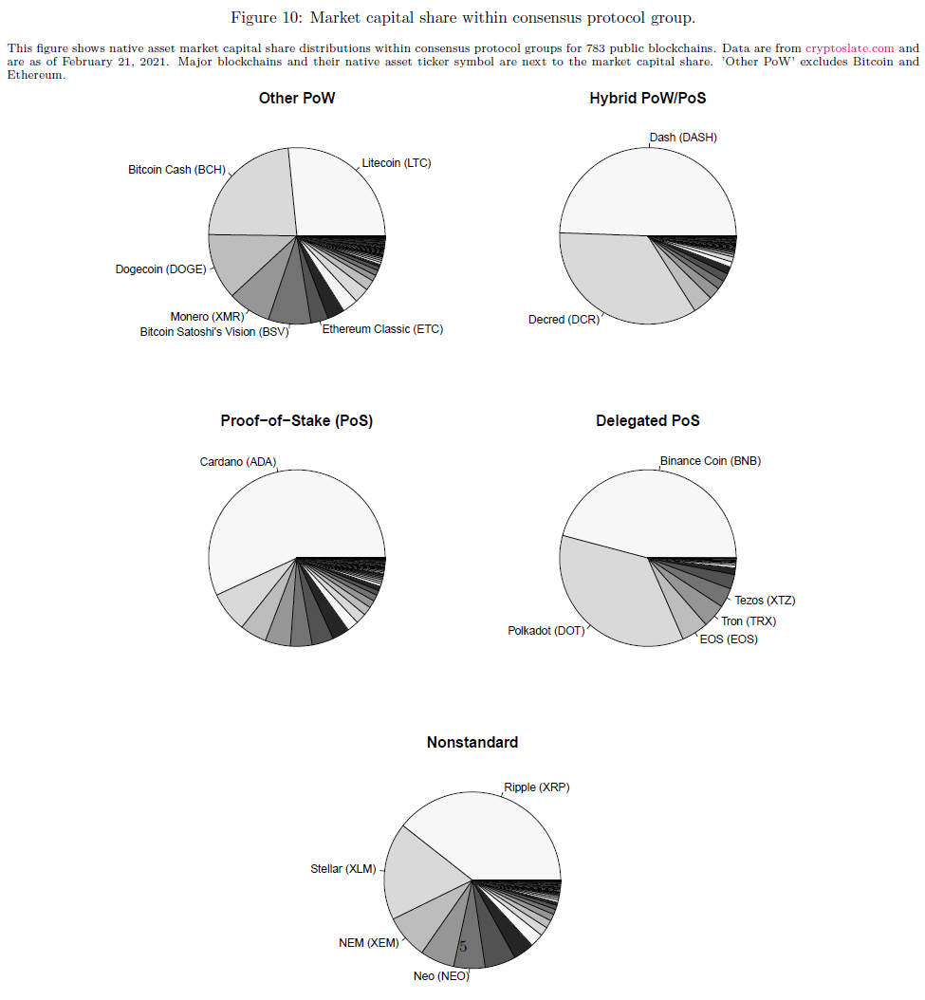 Figure 10: Market capital share within consensus protocol group.
This figure shows native asset market capital share distributions within consensus protocol groups for 783 public blockchains. Data are from cryptoslate.com and
are as of February 21, 2021. Major blockchains and their native asset ticker symbol are next to the market capital share. 'Other PoW' excludes Bitcoin and
Ethereum.
Other PoW
Litecoin (LTC)
Bitcoin Cash (BCH)
Dogecoin (DOGE)
Monero (XMR)
Bitcoin Satoshi's Vision (BSV)
Ethereum Classic (ETC)
Hybrid PoW/PoS
Dash (DASH)
Decred (DCR)
Proof−of−Stake (PoS)
Cardano (ADA)
Delegated PoS
Binance Coin (BNB)
Polkadot (DOT)
Tezos (XTZ)
Tron (TRX)
EOS (EOS)
Nonstandard
Ripple (XRP)
Stellar (XLM)
NEM (XEM)
Neo (NEO)
5